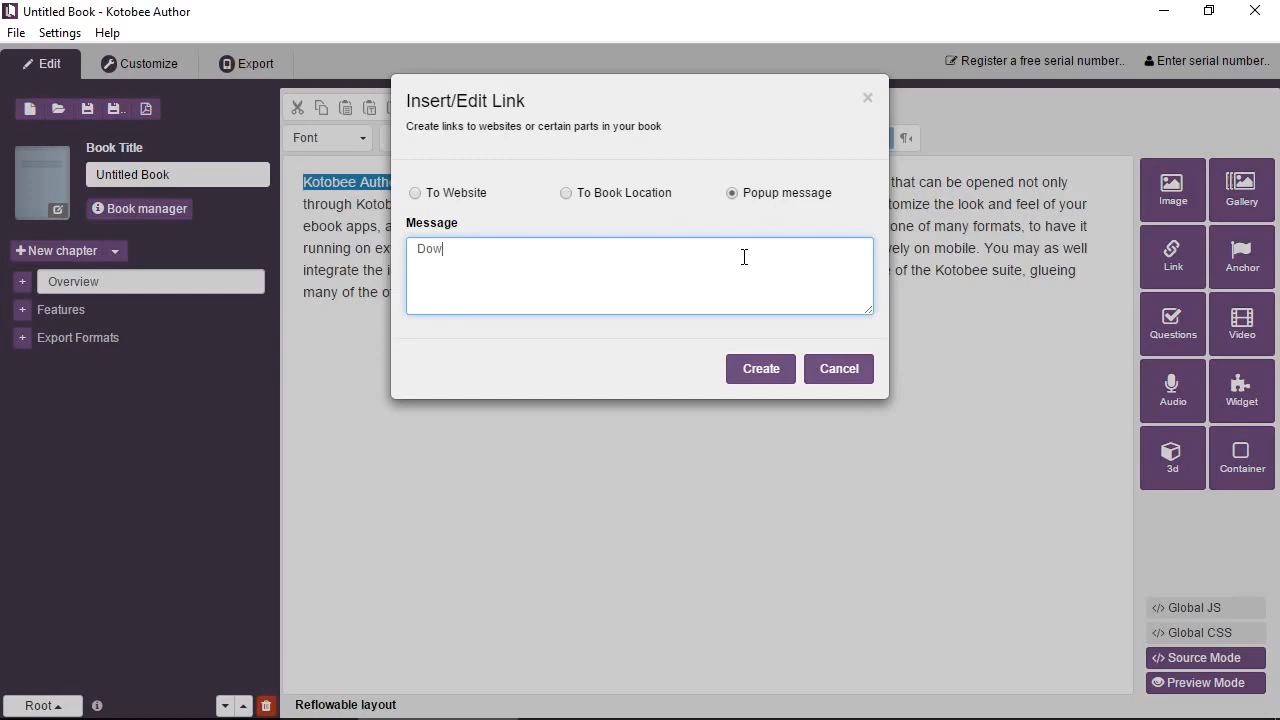 Untitled Book - Kotobee Author
File Settings Help
Edit Customize Export Register a free serial number.. Enter serial number..
Insert/Edit Link ×
Create links to websites or certain parts in your book
Font
Book Title
Untitled Book
Book manager
New chapter
Overview
Features
Export Formats
To Website To Book Location Popup message
Message
Dow
Create Cancel
Kotobee that can be opened not only
through tomize the look and feel of your
ebook apps, one of many formats, to have it
running on vely on mobile. You may as well
integrate the of the Kotobee suite, glueing
many of the
Image Gallery
Link Anchor
Questions Video
Audio Widget
3d Container
</> Global JS
</> Global CSS
</> Source Mode
Preview Mode
Root
Reflowable layout